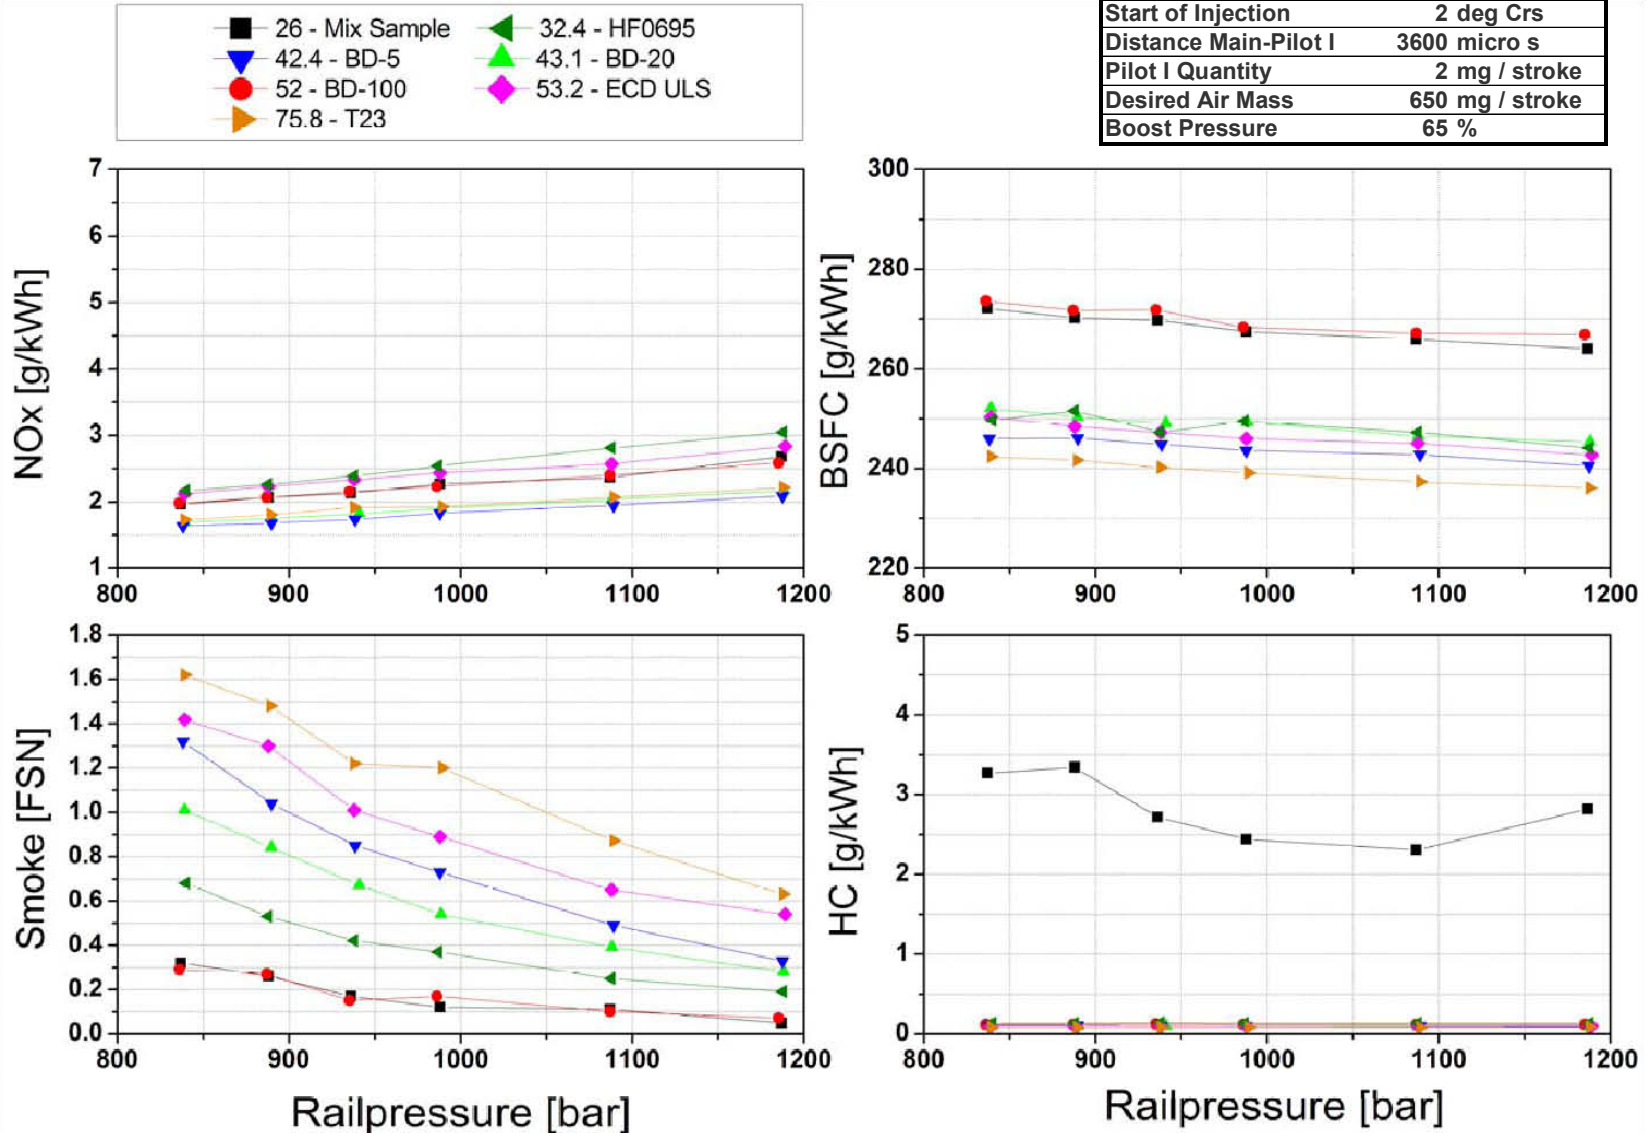 26 - Mix Sample
32.4 - HF0695
42.4 - BD-5
43.1 - BD-20
52 - BD-100
53.2 - ECD ULS
75.8 - T23
Start of Injection 2 deg Crs
Distance Main-Pilot I 3600 micro s
Pilot I Quantity 2 mg / stroke
Desired Air Mass 650 mg / stroke
Boost Pressure 65 %
NOx [g/kWh]
7
6
5
4
3
2
1
800 900 1000 1100 1200
BSFC [g/kWh]
300
280
260
240
220
800 900 1000 1100 1200
Smoke [FSN]
1.8
1.6
1.4
1.2
1.0
0.8
0.6
0.4
0.2
0.0
800 900 1000 1100 1200
Railpressure [bar]
HC [g/kWh]
5
4
3
2
1
0
800 900 1000 1100 1200
Railpressure [bar]